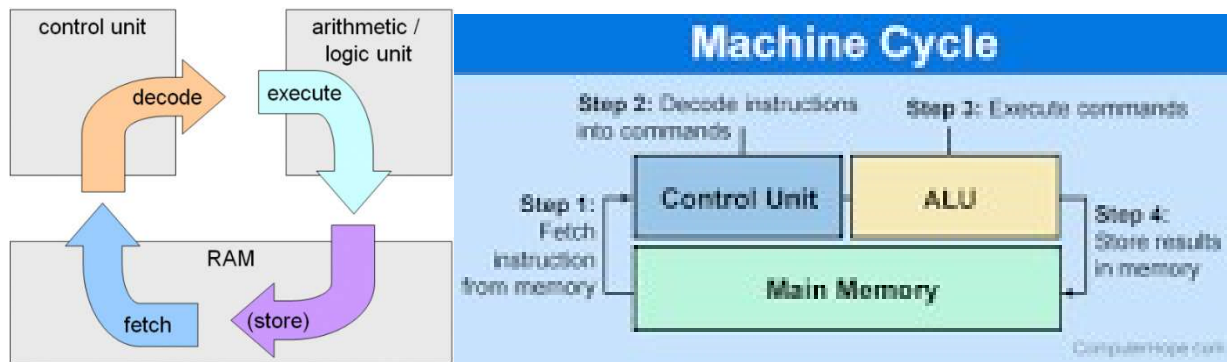 control unit
arithmetic /
logic unit
decode
execute
RAM
fetch
(store)
Machine Cycle
Step 2: Decode instructions
into commands
Step 3: Execute commands
Control Unit
ALU
Step 1:
Fetch
instruction
from memory
Step 4:
Store results
in memory
Main Memory
ComputerHope.com